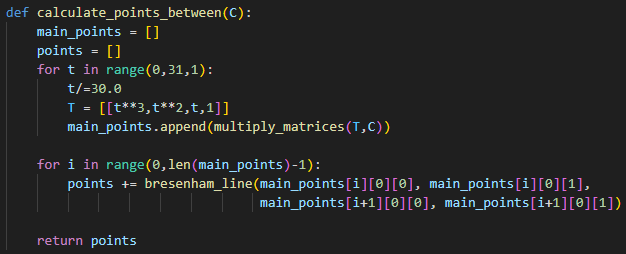 def calculate_points_between(C):
    main_points = []
    points = []
    for t in range(0,31,1):
        t/=30.0
        T = [[t**3,t**2,t,1]]
        main_points.append(multiply_matrices(T,C))

    for i in range(0,len(main_points)-1):
        points += bresenham_line(main_points[i][0][0], main_points[i][0][1],
                                 main_points[i+1][0][0], main_points[i+1][0][1])

    return points